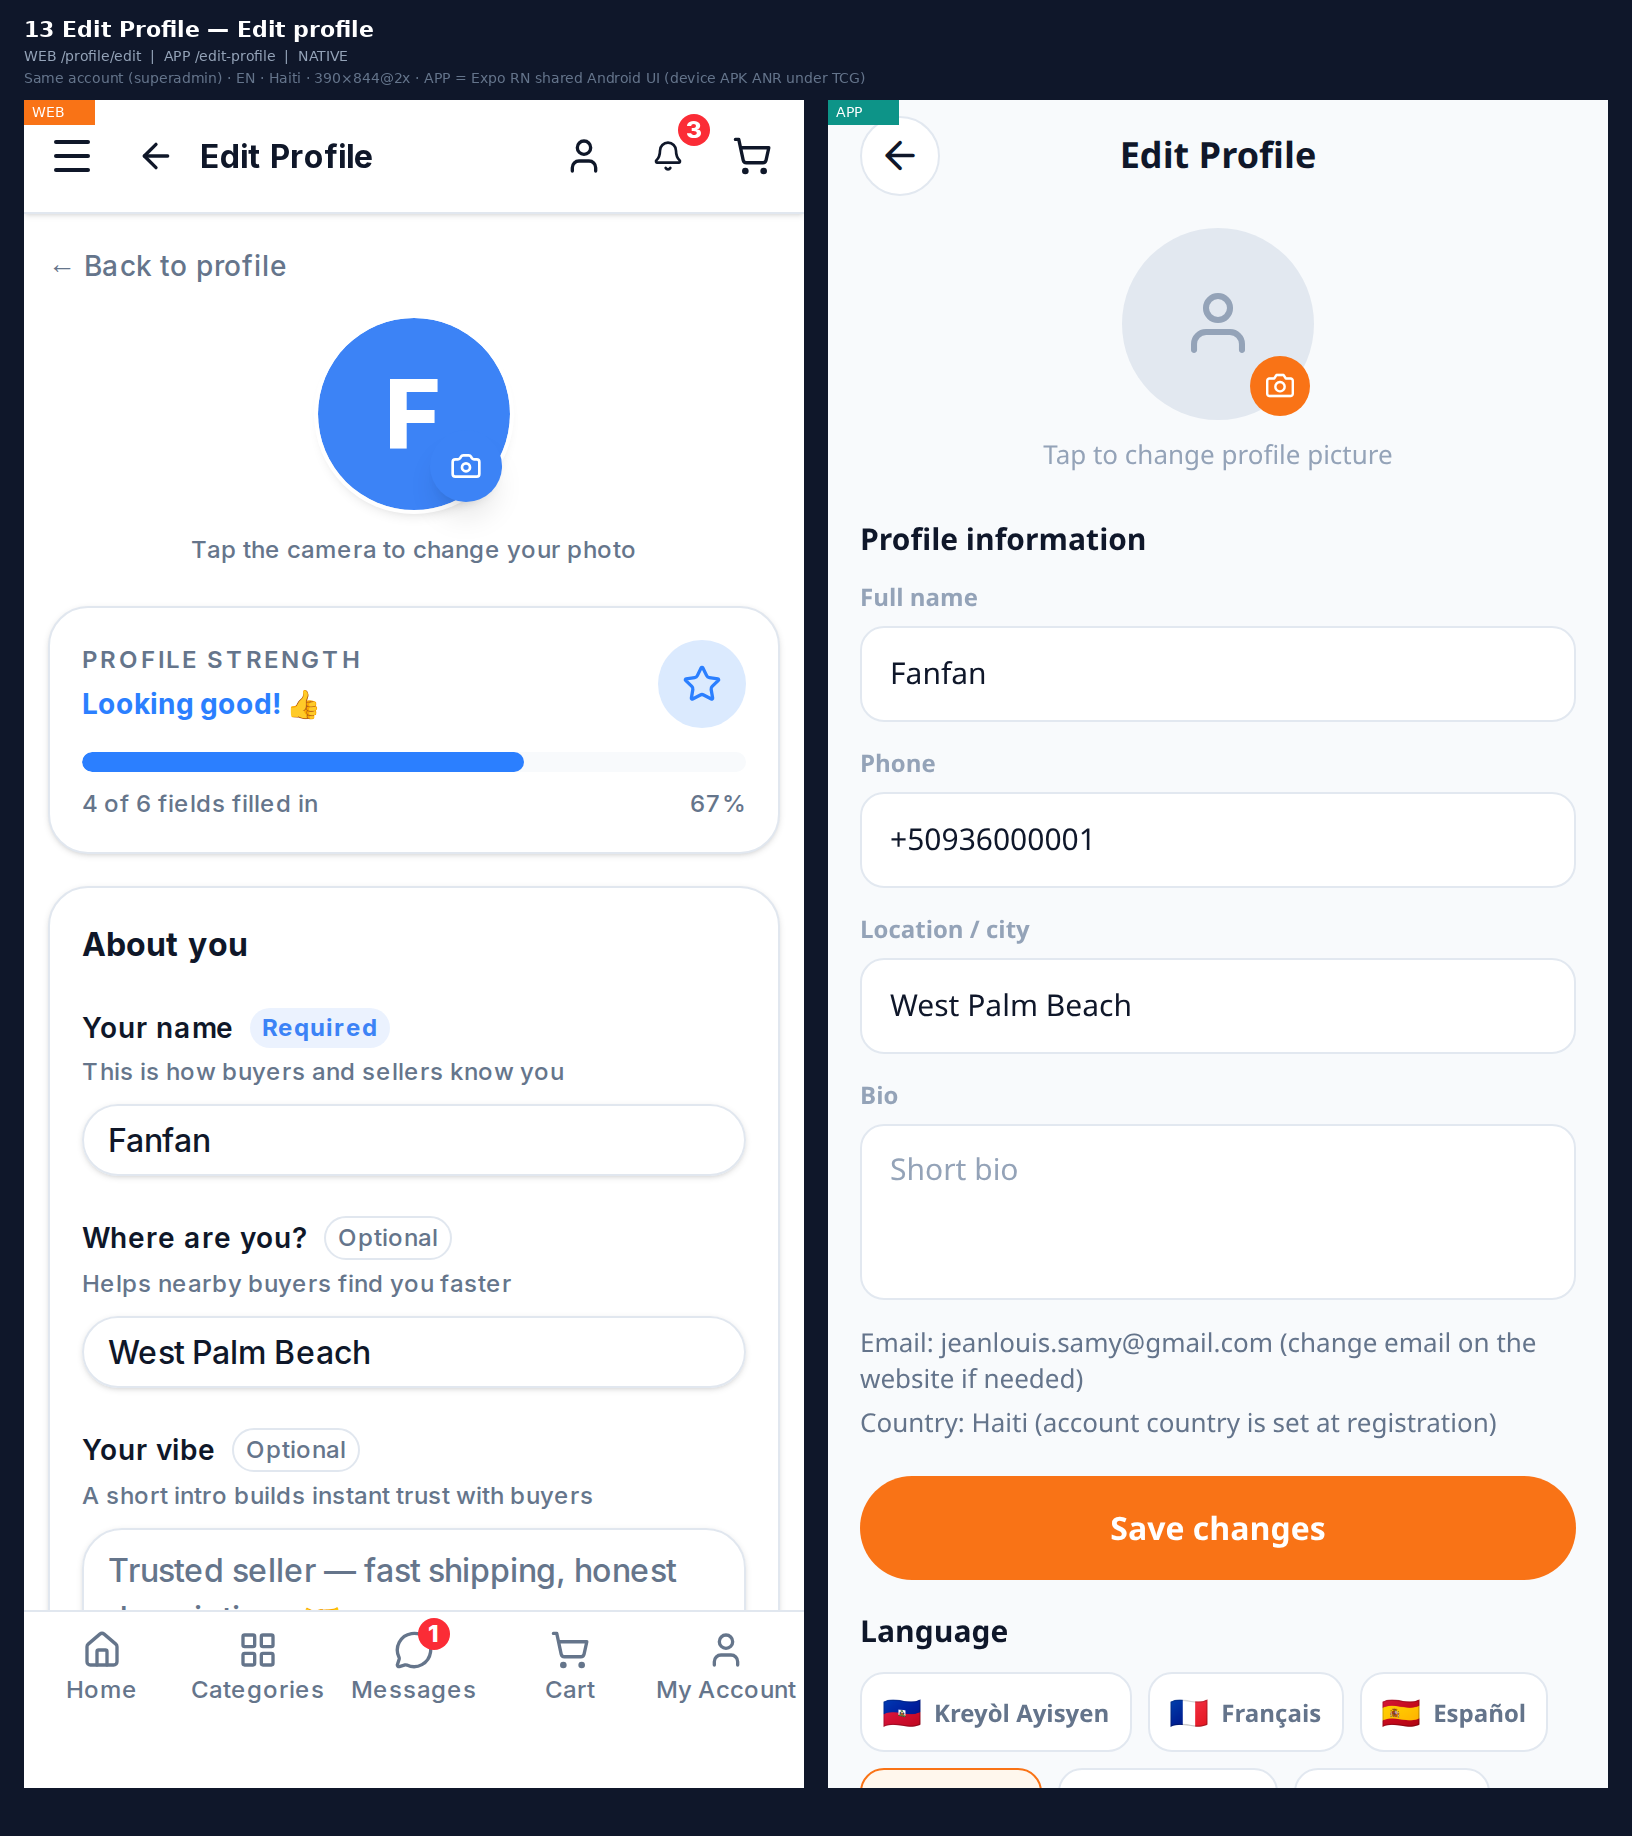 13 Edit Profile — Edit profile
WEB /profile/edit | APP /edit-profile | NATIVE
Same account (superadmin) · EN · Haiti · 390×844@2x · APP = Expo RN shared Android UI (device APK ANR under TCG)
WEB
Edit Profile
3
← Back to profile
F
Tap the camera to change your photo
PROFILE STRENGTH
Looking good! 👍
4 of 6 fields filled in
67%
About you
Your name
Required
This is how buyers and sellers know you
Fanfan
Where are you?
Optional
Helps nearby buyers find you faster
West Palm Beach
Your vibe
Optional
A short intro builds instant trust with buyers
Trusted seller — fast shipping, honest
Home
Categories
1
Messages
Cart
My Account
APP
Edit Profile
Tap to change profile picture
Profile information
Full name
Fanfan
Phone
+50936000001
Location / city
West Palm Beach
Bio
Short bio
Email: jeanlouis.samy@gmail.com (change email on the
website if needed)
Country: Haiti (account country is set at registration)
Save changes
Language
Kreyòl Ayisyen
Français
Español